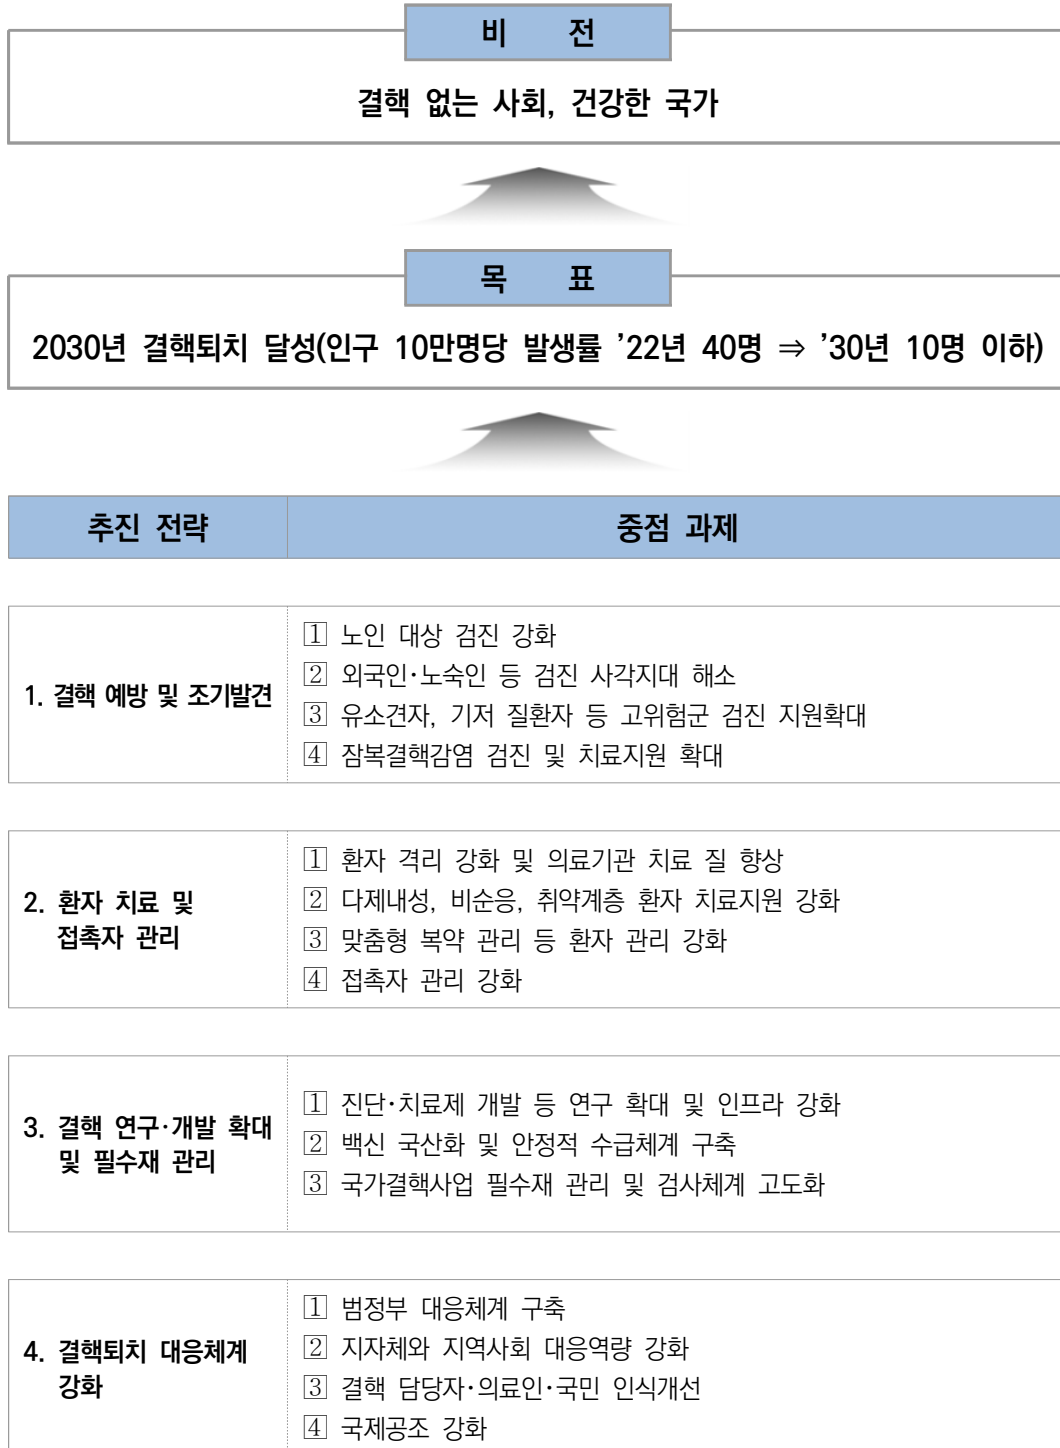 비 전
결핵 없는 사회, 건강한 국가
목 표
2030년 결핵퇴치 달성(인구 10만명당 발생률 ’22년 40명 ⇒ ’30년 10명 이하)
추진 전략
중점 과제
1. 결핵 예방 및 조기발견
1 노인 대상 검진 강화
2 외국인·노숙인 등 검진 사각지대 해소
3 유소견자, 기저 질환자 등 고위험군 검진 지원확대
4 잠복결핵감염 검진 및 치료지원 확대
2. 환자 치료 및
접촉자 관리
1 환자 격리 강화 및 의료기관 치료 질 향상
2 다제내성, 비순응, 취약계층 환자 치료지원 강화
3 맞춤형 복약 관리 등 환자 관리 강화
4 접촉자 관리 강화
3. 결핵 연구·개발 확대
및 필수재 관리
1 진단·치료제 개발 등 연구 확대 및 인프라 강화
2 백신 국산화 및 안정적 수급체계 구축
3 국가결핵사업 필수재 관리 및 검사체계 고도화
4. 결핵퇴치 대응체계
강화
1 범정부 대응체계 구축
2 지자체와 지역사회 대응역량 강화
3 결핵 담당자·의료인·국민 인식개선
4 국제공조 강화